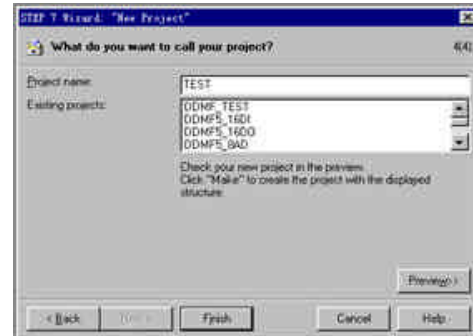 STEP 7 Wizard: "New Project"
What do you want to call your project?
4(4)
Project name:
TEST
Existing projects:
DDMF_TEST
DDMF5_16DI
DDMF5_16DO
DDMF5_8AD
Check your new project in the preview.
Click "Make" to create the project with the displayed
structure.
Preview>
< Back
Next >
Finish
Cancel
Help